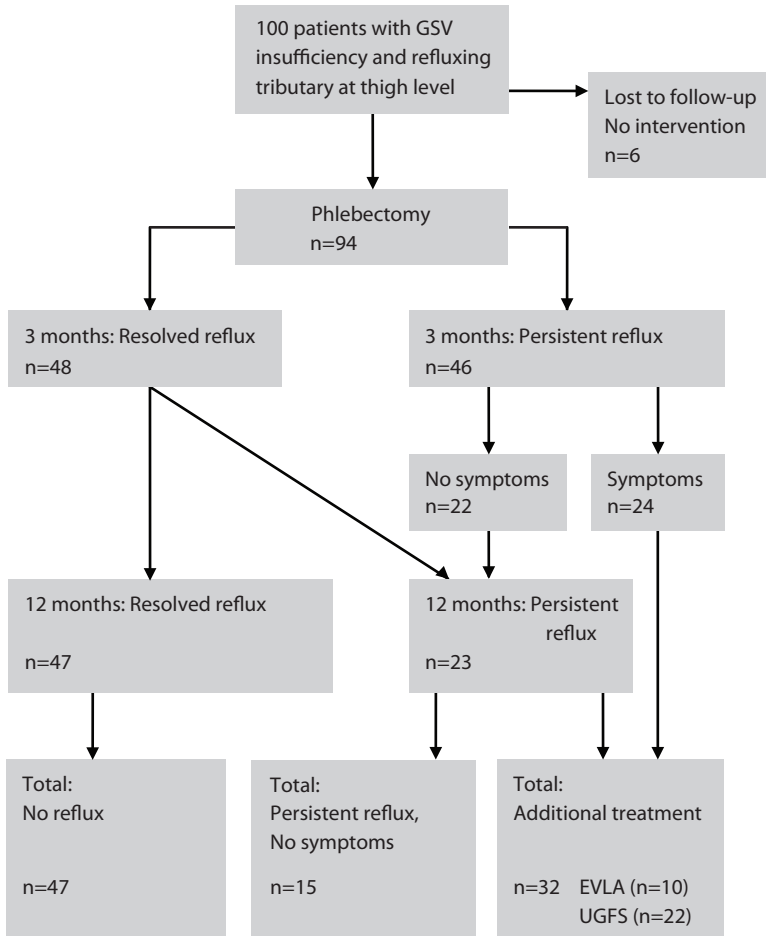 100 patients with GSV
insufficiency and refluxing
tributary at thigh level
Lost to follow-up
No intervention
n=6
Phlebectomy
n=94
3 months: Resolved reflux
n=48
3 months: Persistent reflux
n=46
No symptoms
n=22
Symptoms
n=24
12 months: Resolved reflux
n=47
12 months: Persistent
reflux
n=23
Total:
No reflux
n=47
Total:
Persistent reflux,
No symptoms
n=15
Total:
Additional treatment
n=32 EVLA (n=10)
UGFS (n=22)